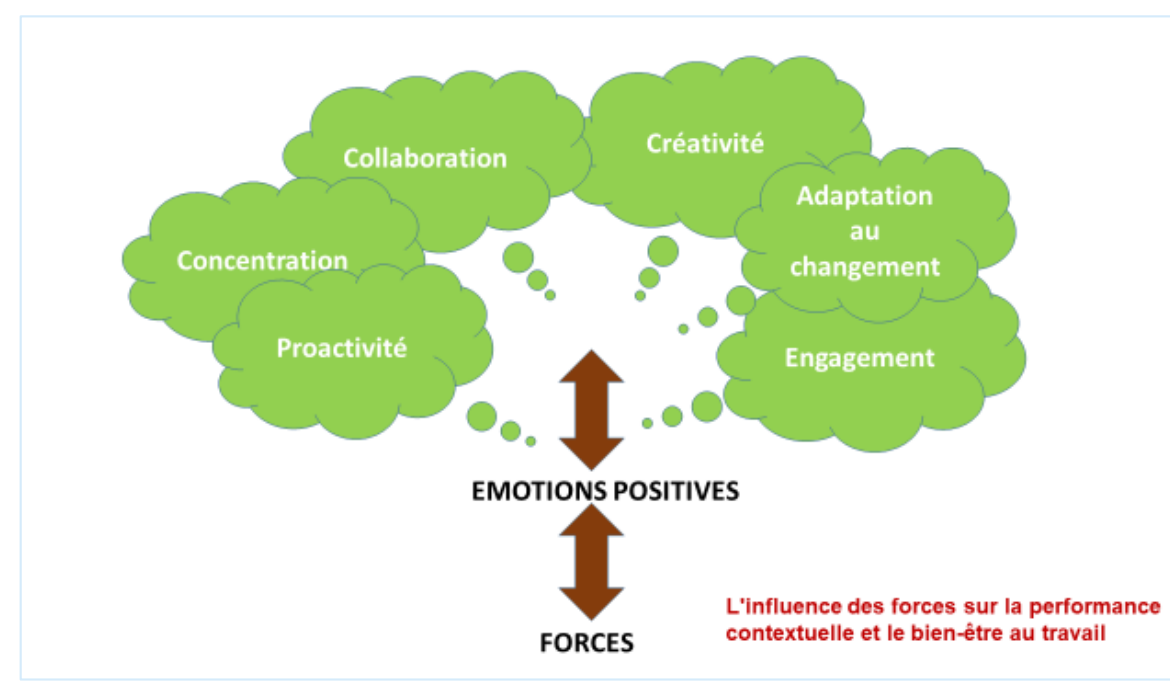 Collaboration
Créativité
Adaptation
au
changement
Concentration
Proactivité
Engagement
EMOTIONS POSITIVES
FORCES
L'influence des forces sur la performance
contextuelle et le bien-être au travail